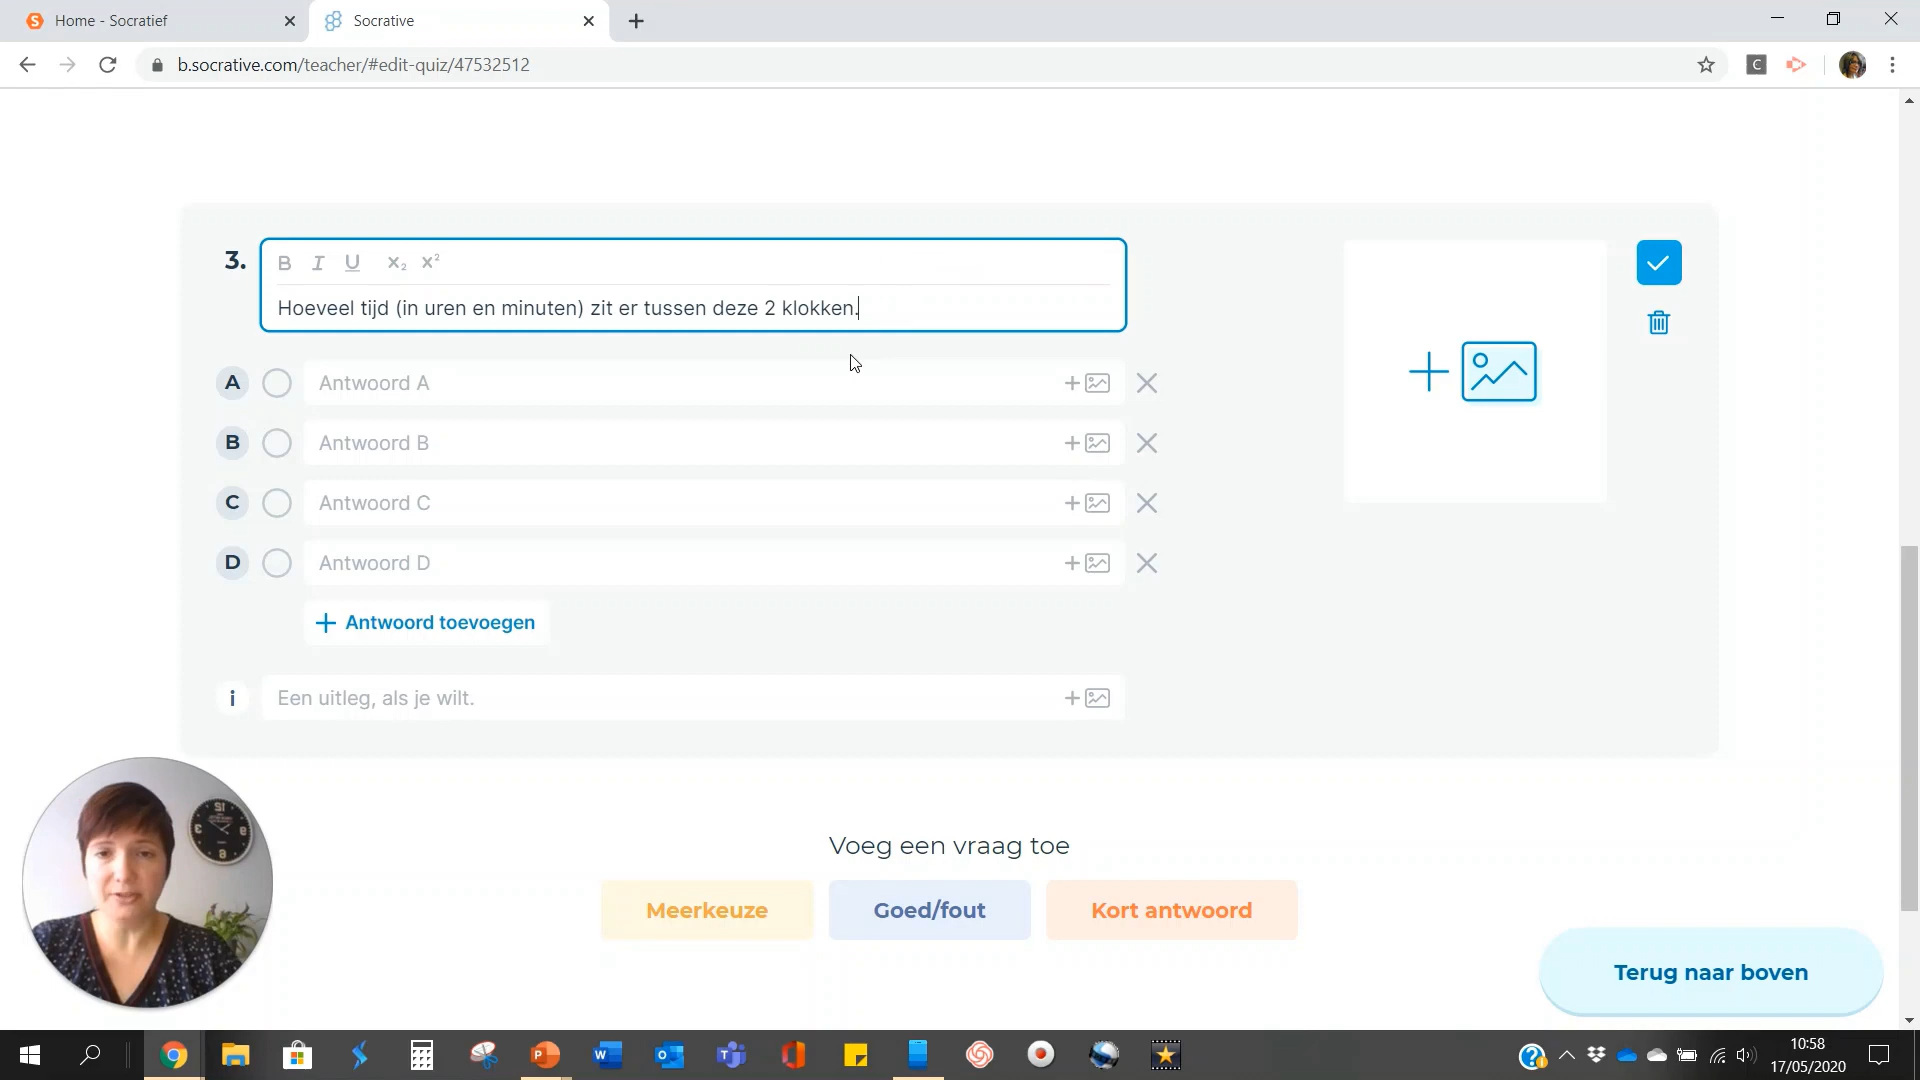 Home - Socratief
Socrative
b.socrative.com/teacher/#edit-quiz/47532512
3.
B I U X₂ X²
Hoeveel tijd (in uren en minuten) zit er tussen deze 2 klokken.
A Antwoord A
B Antwoord B
C Antwoord C
D Antwoord D
+ Antwoord toevoegen
i Een uitleg, als je wilt.
Voeg een vraag toe
Meerkeuze
Goed/fout
Kort antwoord
Terug naar boven
10:58
17/05/2020